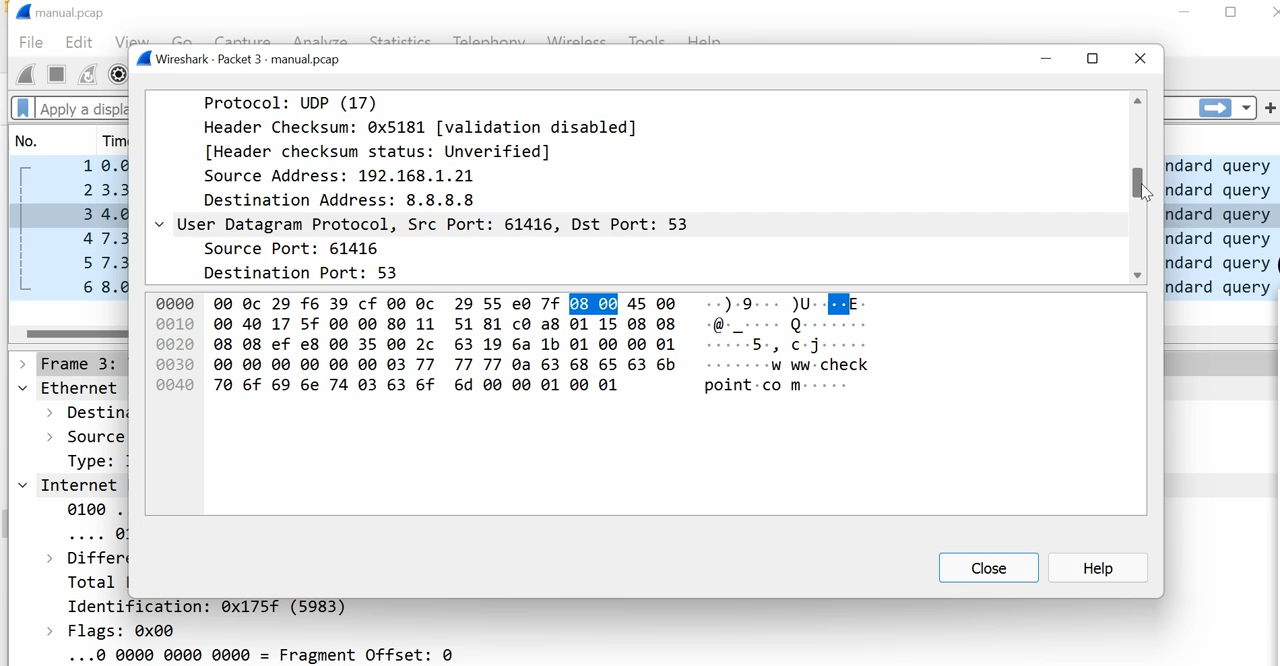 manual.pcap
File Edit View Go Capture Analyze Statistics Telephony Wireless Tools Help
Wireshark · Packet 3 · manual.pcap
Apply a displa
No. Tim
1 0.0
2 3.3
3 4.0
4 7.3
5 7.3
6 8.0
ndard query
ndard query
ndard query
ndard query
ndard query
ndard query
Protocol: UDP (17)
Header Checksum: 0x5181 [validation disabled]
[Header checksum status: Unverified]
Source Address: 192.168.1.21
Destination Address: 8.8.8.8
User Datagram Protocol, Src Port: 61416, Dst Port: 53
Source Port: 61416
Destination Port: 53
0000 00 0c 29 f6 39 cf 00 0c 29 55 e0 7f 08 00 45 00 ··)·9··· )U····E·
0010 00 40 17 5f 00 00 80 11 51 81 c0 a8 01 15 08 08 ·@·_···· Q·······
0020 08 08 ef e8 00 35 00 2c 63 19 6a 1b 01 00 00 01 ·····5·, c·j·····
0030 00 00 00 00 00 00 03 77 77 77 0a 63 68 65 63 6b ·······w ww·check
0040 70 6f 69 6e 74 03 63 6f 6d 00 00 01 00 01 point·co m·····
Close Help
Frame 3:
Ethernet
Destina
Source
Type:
Internet
0100 .
.... 01
Differe
Total
Identification: 0x175f (5983)
Flags: 0x00
...0 0000 0000 0000 = Fragment Offset: 0